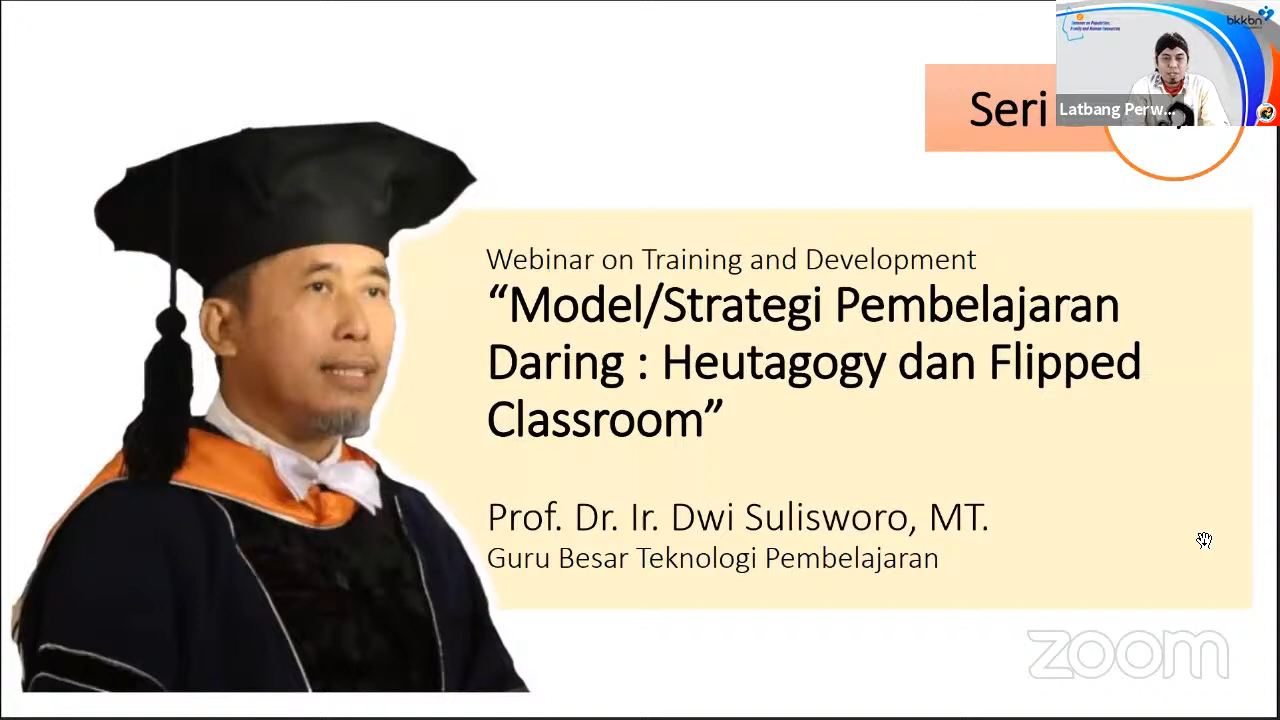 bkkbn
Seri
Latbang Perw...
Webinar on Training and Development
“Model/Strategi Pembelajaran
Daring : Heutagogy dan Flipped
Classroom”
Prof. Dr. Ir. Dwi Sulisworo, MT.
Guru Besar Teknologi Pembelajaran
zoom